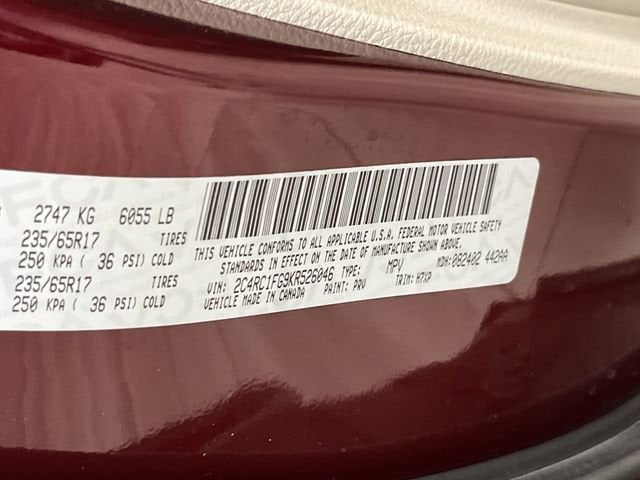 2747 KG 6055 LB
235/65R17 TIRES
250 KPA ( 36 PSI) COLD
235/65R17 TIRES
250 KPA ( 36 PSI) COLD
THIS VEHICLE CONFORMS TO ALL APPLICABLE U.S.A. FEDERAL MOTOR VEHICLE SAFETY
STANDARDS IN EFFECT ON THE DATE OF MANUFACTURE SHOWN ABOVE.
VIN: 2C4RC1FG9KR526046 TYPE: MPV MDH: 082402 442AA
VEHICLE MADE IN CANADA PAINT: PRV TRIM: H7XP